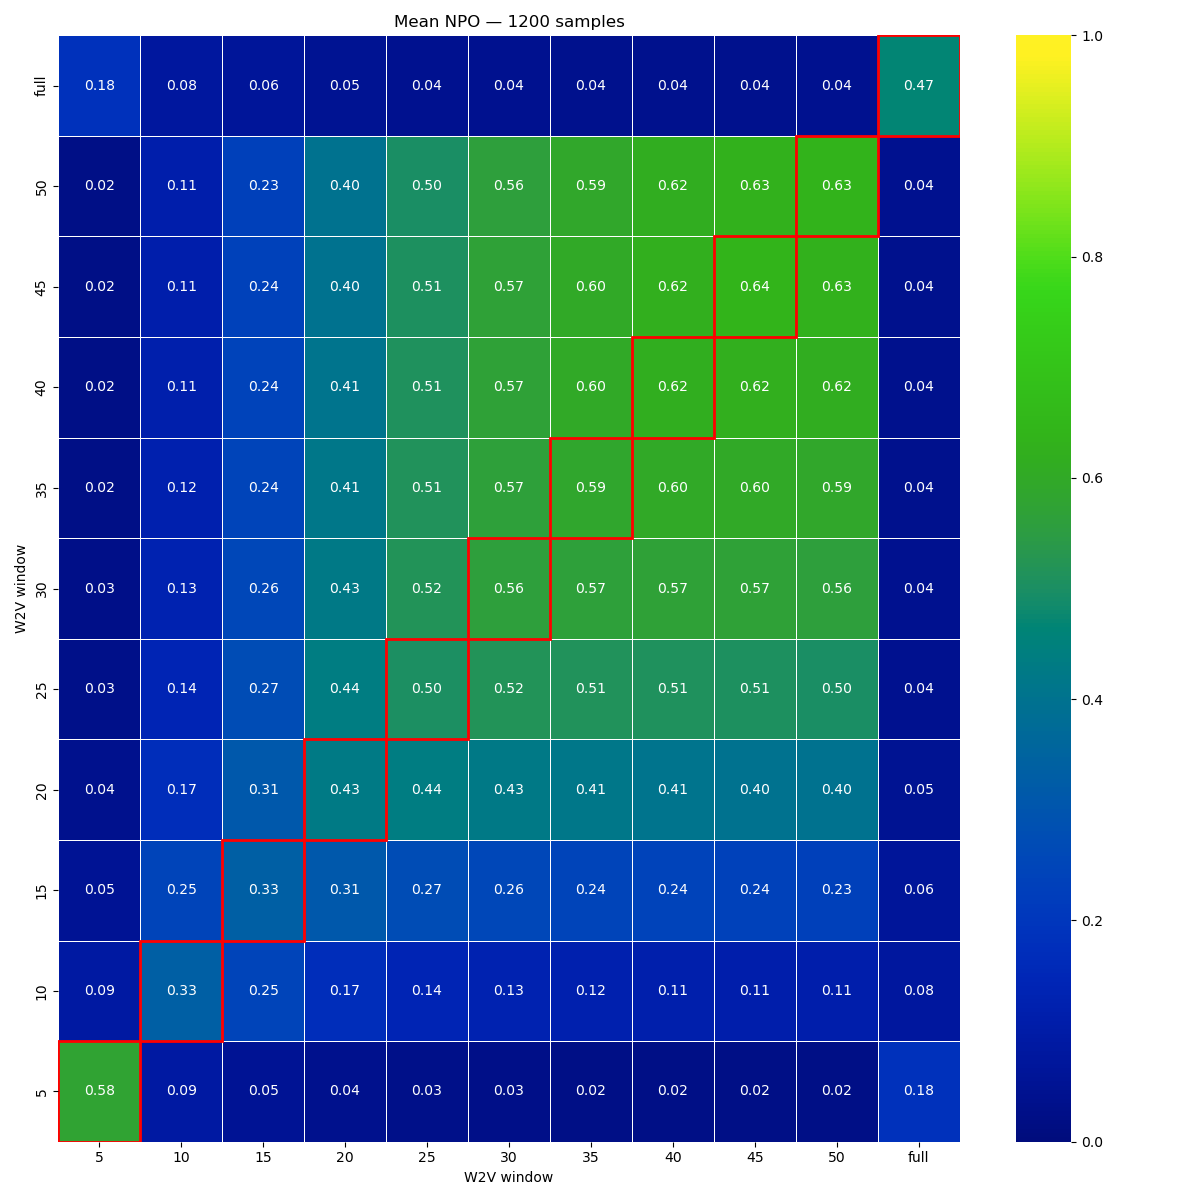 Mean NPO — 1200 samples
full 0.18 0.08 0.06 0.05 0.04 0.04 0.04 0.04 0.04 0.04 0.47
50 0.02 0.11 0.23 0.40 0.50 0.56 0.59 0.62 0.63 0.63 0.04
45 0.02 0.11 0.24 0.40 0.51 0.57 0.60 0.62 0.64 0.63 0.04
40 0.02 0.11 0.24 0.41 0.51 0.57 0.60 0.62 0.62 0.62 0.04
35 0.02 0.12 0.24 0.41 0.51 0.57 0.59 0.60 0.60 0.59 0.04
30 0.03 0.13 0.26 0.43 0.52 0.56 0.57 0.57 0.57 0.56 0.04
25 0.03 0.14 0.27 0.44 0.50 0.52 0.51 0.51 0.51 0.50 0.04
20 0.04 0.17 0.31 0.43 0.44 0.43 0.41 0.41 0.40 0.40 0.05
15 0.05 0.25 0.33 0.31 0.27 0.26 0.24 0.24 0.24 0.23 0.06
10 0.09 0.33 0.25 0.17 0.14 0.13 0.12 0.11 0.11 0.11 0.08
5 0.58 0.09 0.05 0.04 0.03 0.03 0.02 0.02 0.02 0.02 0.18
5 10 15 20 25 30 35 40 45 50 full
W2V window
W2V window
1.0
0.8
0.6
0.4
0.2
0.0